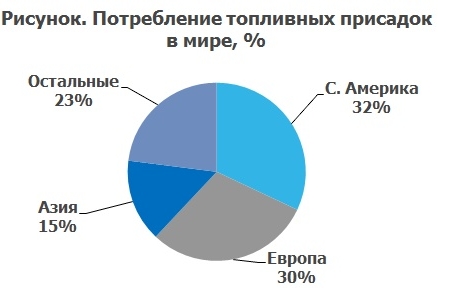 Рисунок. Потребление топливных присадок
в мире, %
Остальные
23%
С. Америка
32%
Азия
15%
Европа
30%